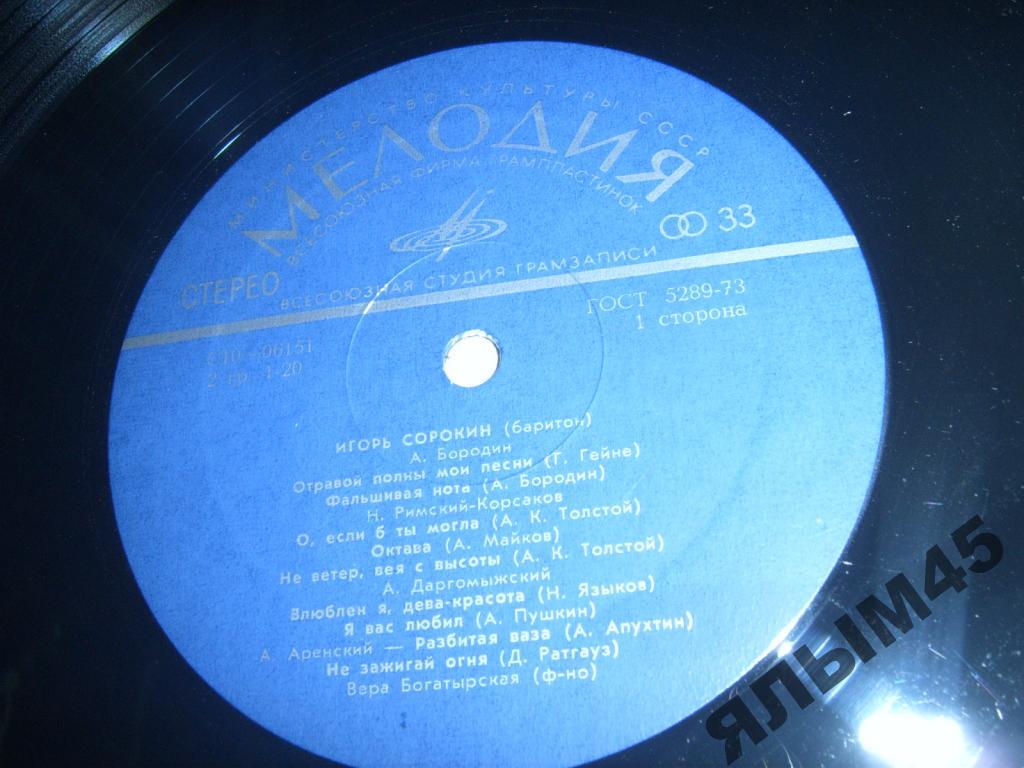 МИНИСТЕРСТВО КУЛЬТУРЫ СССР
МЕЛОДИЯ
ВСЕСОЮЗНАЯ ФИРМА ГРАМПЛАСТИНОК
33
СТЕРЕО
ВСЕСОЮЗНАЯ СТУДИЯ ГРАМЗАПИСИ
ГОСТ 5289-73
1 сторона
С10—06151
2 гр. 1-20
ИГОРЬ СОРОКИН (баритон)
А. Бородин
Отравой полны мои песни (Г. Гейне)
Фальшивая нота (А. Бородин)
Н. Римский-Корсаков
О, если б ты могла (А. К. Толстой)
Октава (А. Майков)
Не ветер, вея с высоты (А. К. Толстой)
А. Даргомыжский
Влюблен я, дева-красота (Н. Языков)
Я вас любил (А. Пушкин)
А. Аренский — Разбитая ваза (А. Апухтин)
Не зажигай огня (Д. Ратгауз)
Вера Богатырская (ф-но)
ЯЛЫМ45